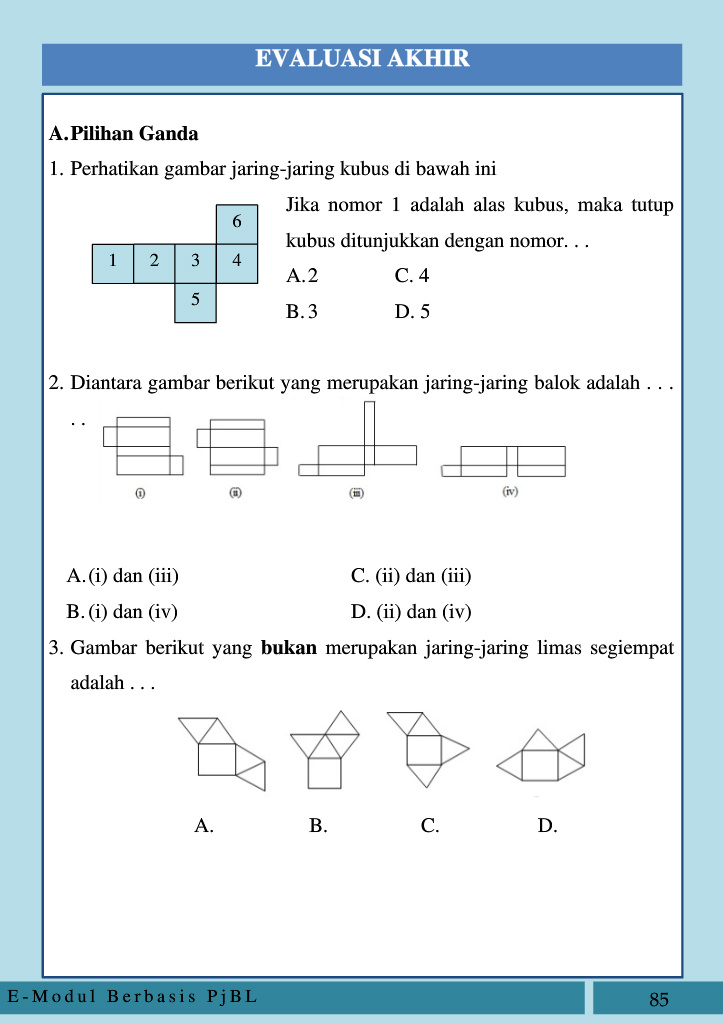 EVALUASI AKHIR
A.Pilihan Ganda
1. Perhatikan gambar jaring-jaring kubus di bawah ini
6
1 2 3 4
5
Jika nomor 1 adalah alas kubus, maka tutup
kubus ditunjukkan dengan nomor. . .
A.2 C. 4
B.3 D. 5
2. Diantara gambar berikut yang merupakan jaring-jaring balok adalah . . .
. .
(i) (ii) (iii) (iv)
A.(i) dan (iii) C. (ii) dan (iii)
B.(i) dan (iv) D. (ii) dan (iv)
3. Gambar berikut yang bukan merupakan jaring-jaring limas segiempat
adalah . . .
A. B. C. D.
E-Modul Berbasis PjBL 85